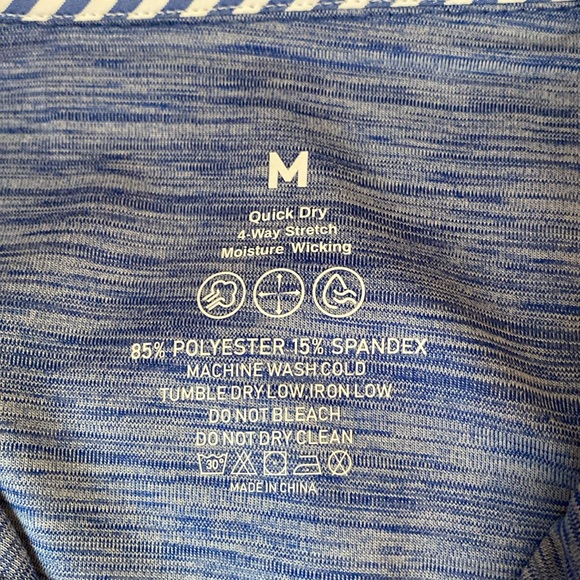 M
Quick Dry
4-Way Stretch
Moisture Wicking
85% POLYESTER 15% SPANDEX
MACHINE WASH COLD
TUMBLE DRY LOW, IRON LOW
DO NOT BLEACH
DO NOT DRY CLEAN
30°
MADE IN CHINA